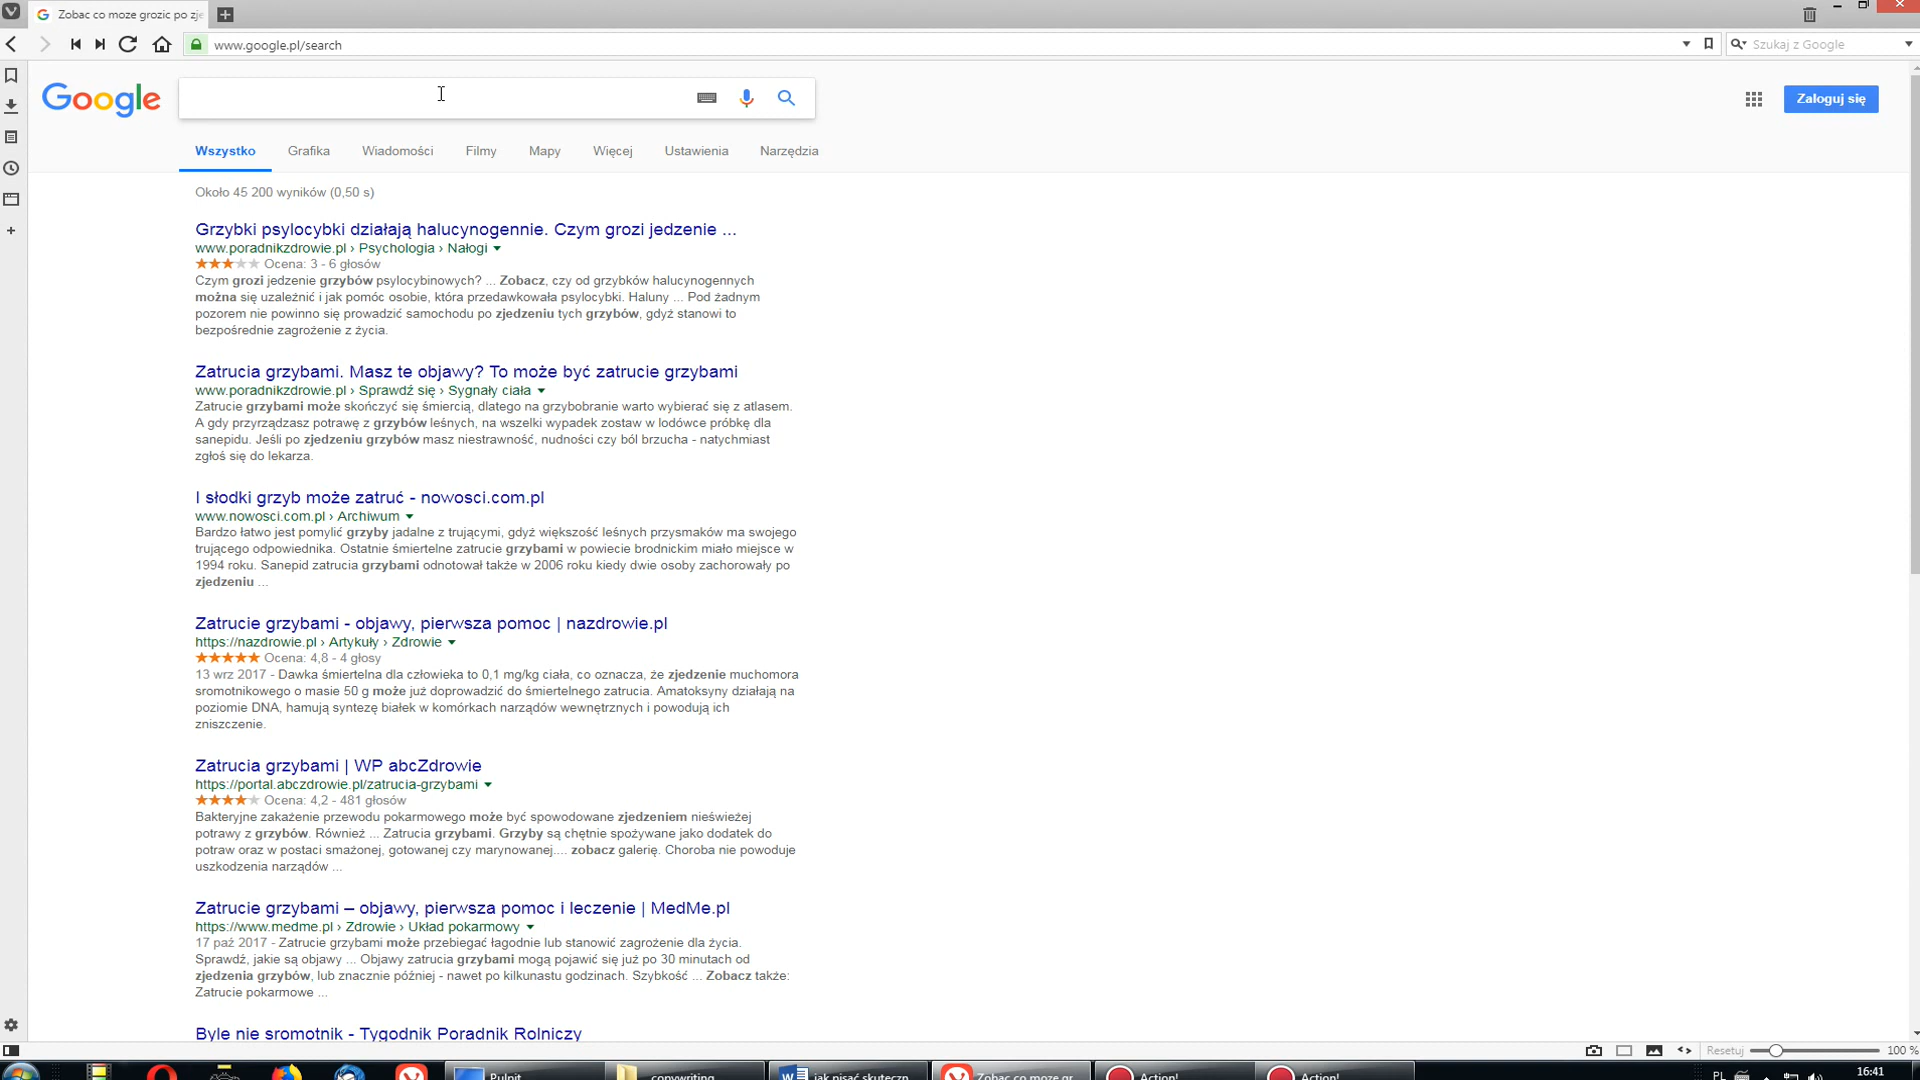 Zobac co moze grozic po zje
www.google.pl/search
Szukaj z Google
Google
Zaloguj się
Wszystko Grafika Wiadomości Filmy Mapy Więcej Ustawienia Narzędzia
Około 45 200 wyników (0,50 s)
Grzybki psylocybki działają halucynogennie. Czym grozi jedzenie ...
www.poradnikzdrowie.pl › Psychologia › Nałogi
Ocena: 3 - 6 głosów
Czym grozi jedzenie grzybów psylocybinowych? ... Zobacz, czy od grzybków halucynogennych
można się uzależnić i jak pomóc osobie, która przedawkowała psylocybki. Haluny ... Pod żadnym
pozorem nie powinno się prowadzić samochodu po zjedzeniu tych grzybów, gdyż stanowi to
bezpośrednie zagrożenie z życia.
Zatrucia grzybami. Masz te objawy? To może być zatrucie grzybami
www.poradnikzdrowie.pl › Sprawdź się › Sygnały ciała
Zatrucie grzybami może skończyć się śmiercią, dlatego na grzybobranie warto wybierać się z atlasem.
A gdy przyrządzasz potrawę z grzybów leśnych, na wszelki wypadek zostaw w lodówce próbkę dla
sanepidu. Jeśli po zjedzeniu grzybów masz niestrawność, nudności czy ból brzucha - natychmiast
zgłoś się do lekarza.
I słodki grzyb może zatruć - nowosci.com.pl
www.nowosci.com.pl › Archiwum
Bardzo łatwo jest pomylić grzyby jadalne z trującymi, gdyż większość leśnych przysmaków ma swojego
trującego odpowiednika. Ostatnie śmiertelne zatrucie grzybami w powiecie brodnickim miało miejsce w
1994 roku. Sanepid zatrucia grzybami odnotował także w 2006 roku kiedy dwie osoby zachorowały po
zjedzeniu ...
Zatrucie grzybami - objawy, pierwsza pomoc | nazdrowie.pl
https://nazdrowie.pl › Artykuły › Zdrowie
Ocena: 4,8 - 4 głosy
13 wrz 2017 - Dawka śmiertelna dla człowieka to 0,1 mg/kg ciała, co oznacza, że zjedzenie muchomora
sromotnikowego o masie 50 g może już doprowadzić do śmiertelnego zatrucia. Amatoksyny działają na
poziomie DNA, hamują syntezę białek w komórkach narządów wewnętrznych i powodują ich
zniszczenie.
Zatrucia grzybami | WP abcZdrowie
https://portal.abczdrowie.pl/zatrucia-grzybami
Ocena: 4,2 - 481 głosów
Bakteryjne zakażenie przewodu pokarmowego może być spowodowane zjedzeniem nieświeżej
potrawy z grzybów. Również ... Zatrucia grzybami. Grzyby są chętnie spożywane jako dodatek do
potraw oraz w postaci smażonej, gotowanej czy marynowanej.... zobacz galerię. Choroba nie powoduje
uszkodzenia narządów ...
Zatrucie grzybami – objawy, pierwsza pomoc i leczenie | MedMe.pl
https://www.medme.pl › Zdrowie › Układ pokarmowy
17 paź 2017 - Zatrucie grzybami może przebiegać łagodnie lub stanowić zagrożenie dla życia.
Sprawdź, jakie są objawy ... Objawy zatrucia grzybami mogą pojawić się już po 30 minutach od
zjedzenia grzybów, lub znacznie później - nawet po kilkunastu godzinach. Szybkość ... Zobacz także:
Zatrucie pokarmowe ...
Byle nie sromotnik - Tygodnik Poradnik Rolniczy
Resetuj 100 %
Pulpit copywriting jak pisać skuteczn Zobac co moze gr... Action! Action! PL 16:41